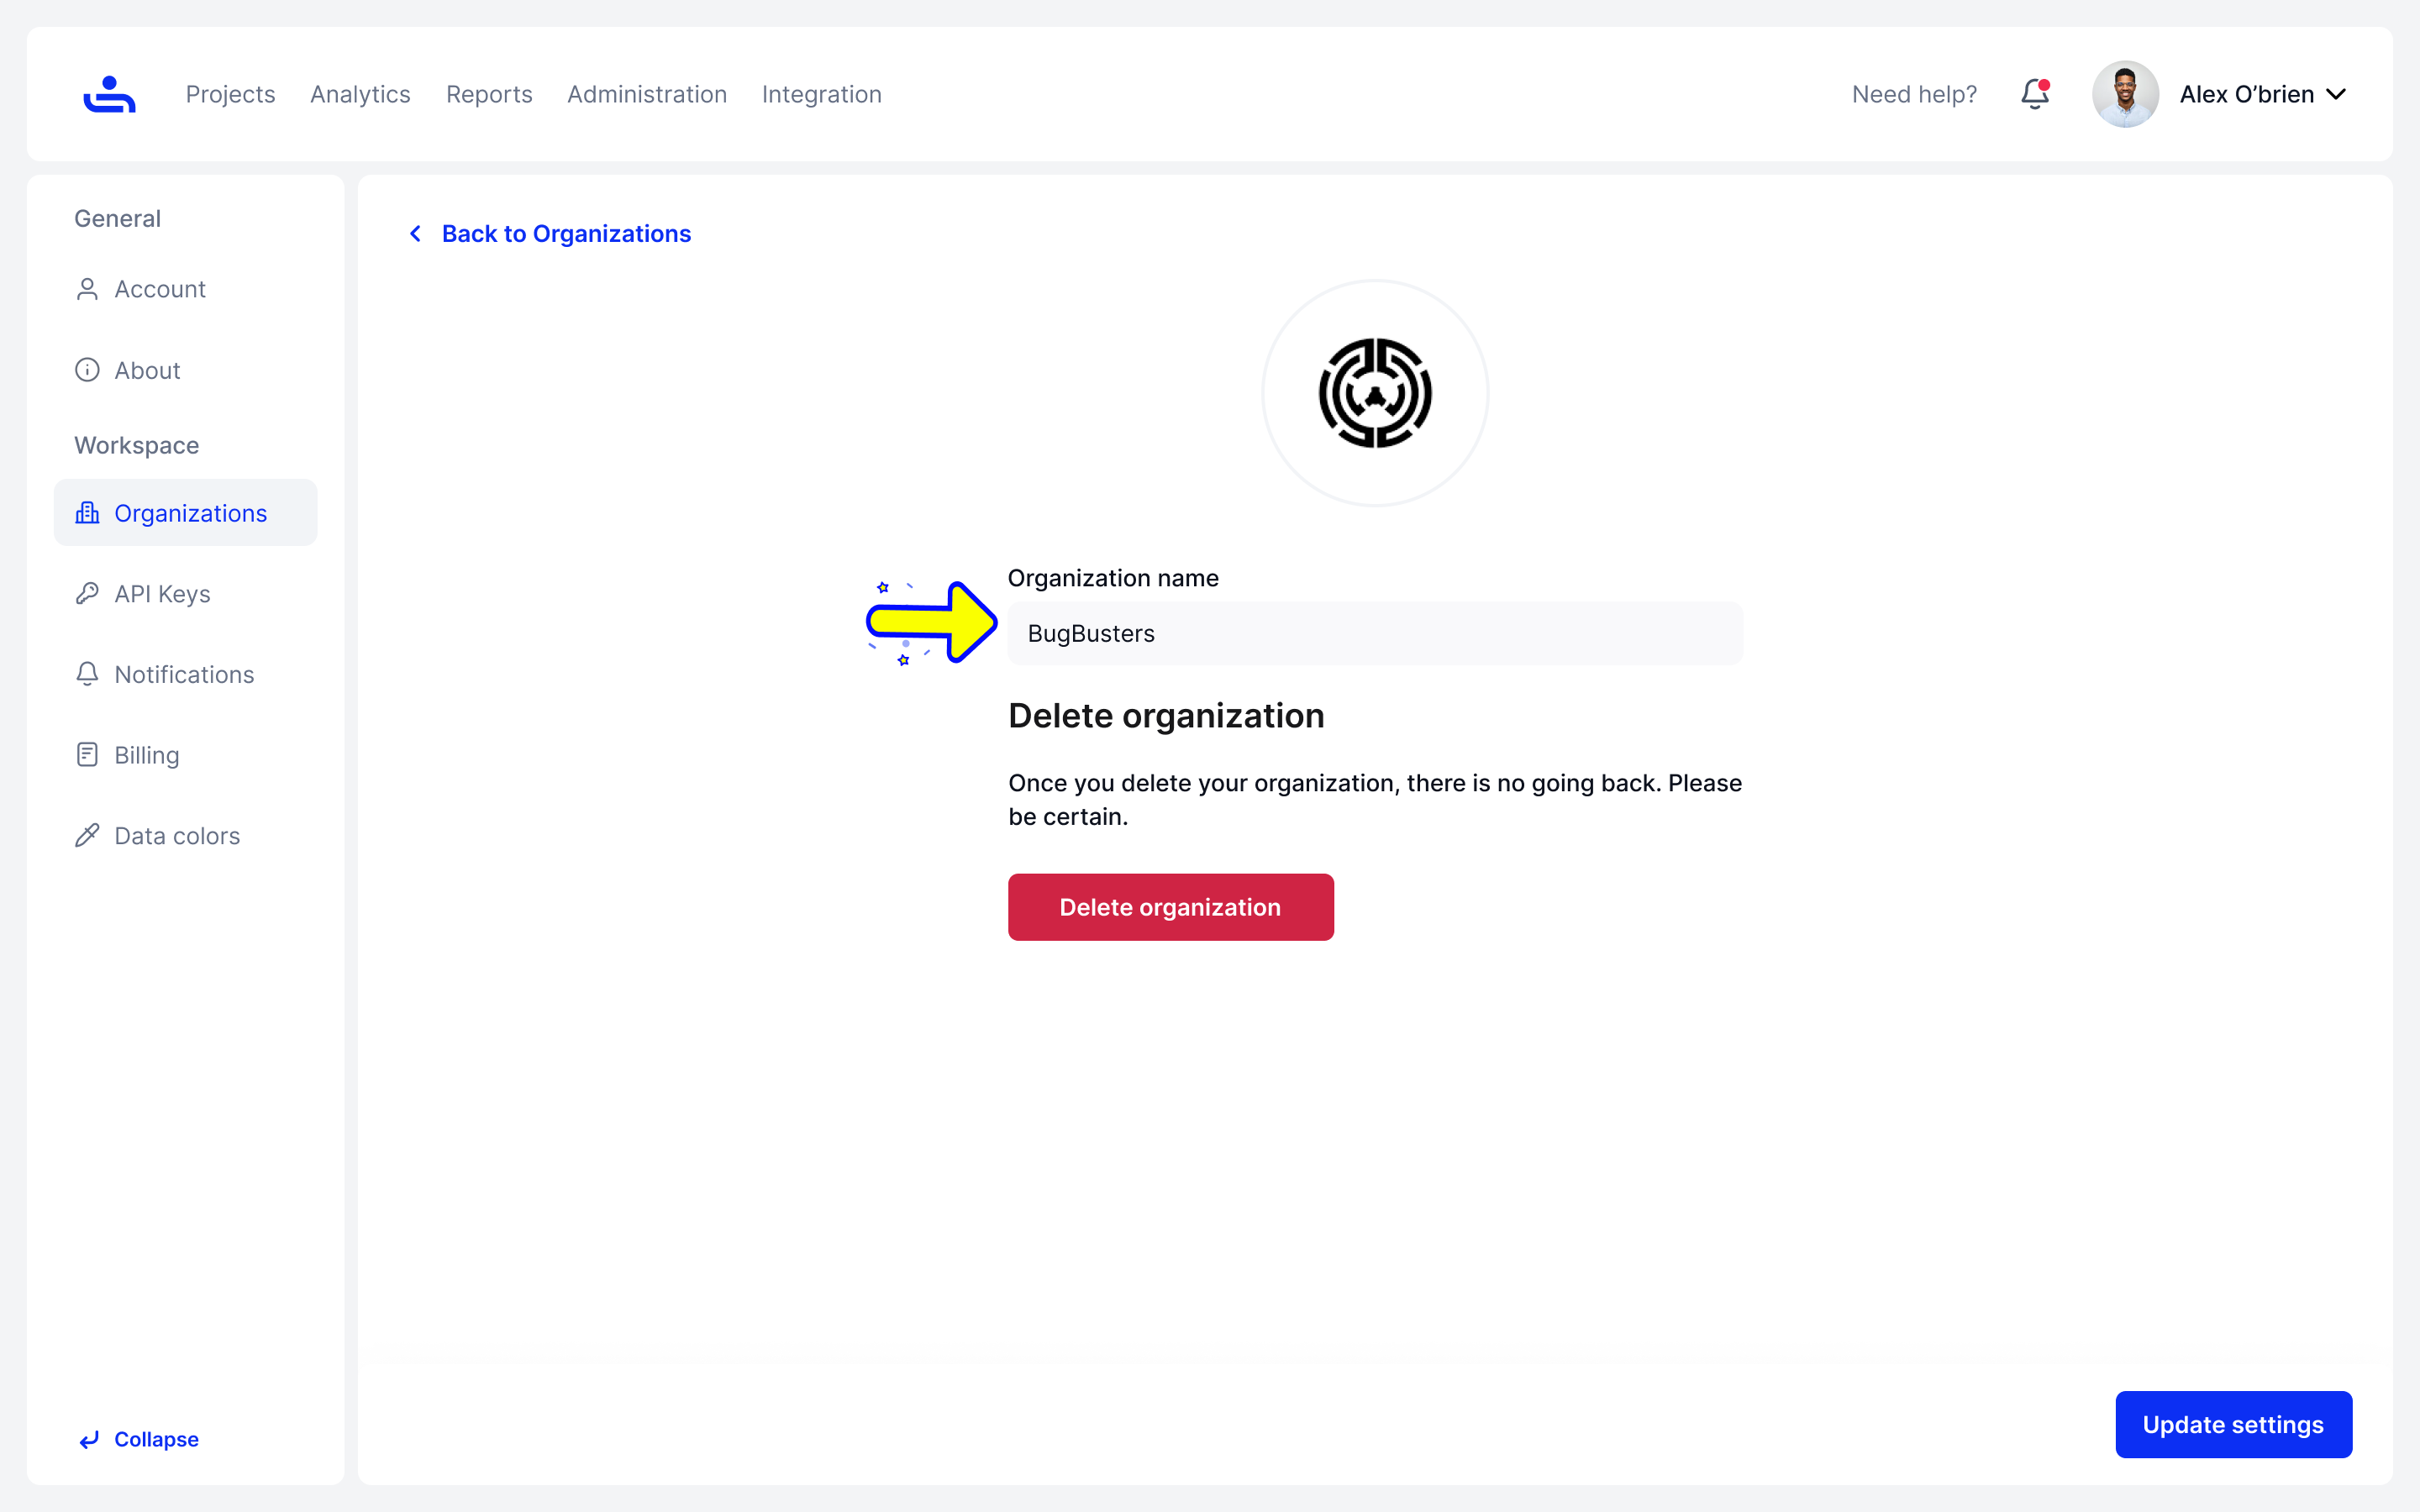 Projects
Analytics
Reports
Administration
Integration
Need help?
Alex O’brien
General
Account
About
Workspace
Organizations
API Keys
Notifications
Billing
Data colors
Collapse
Back to Organizations
Organization name
BugBusters
Delete organization
Once you delete your organization, there is no going back. Please
be certain.
Delete organization
Update settings